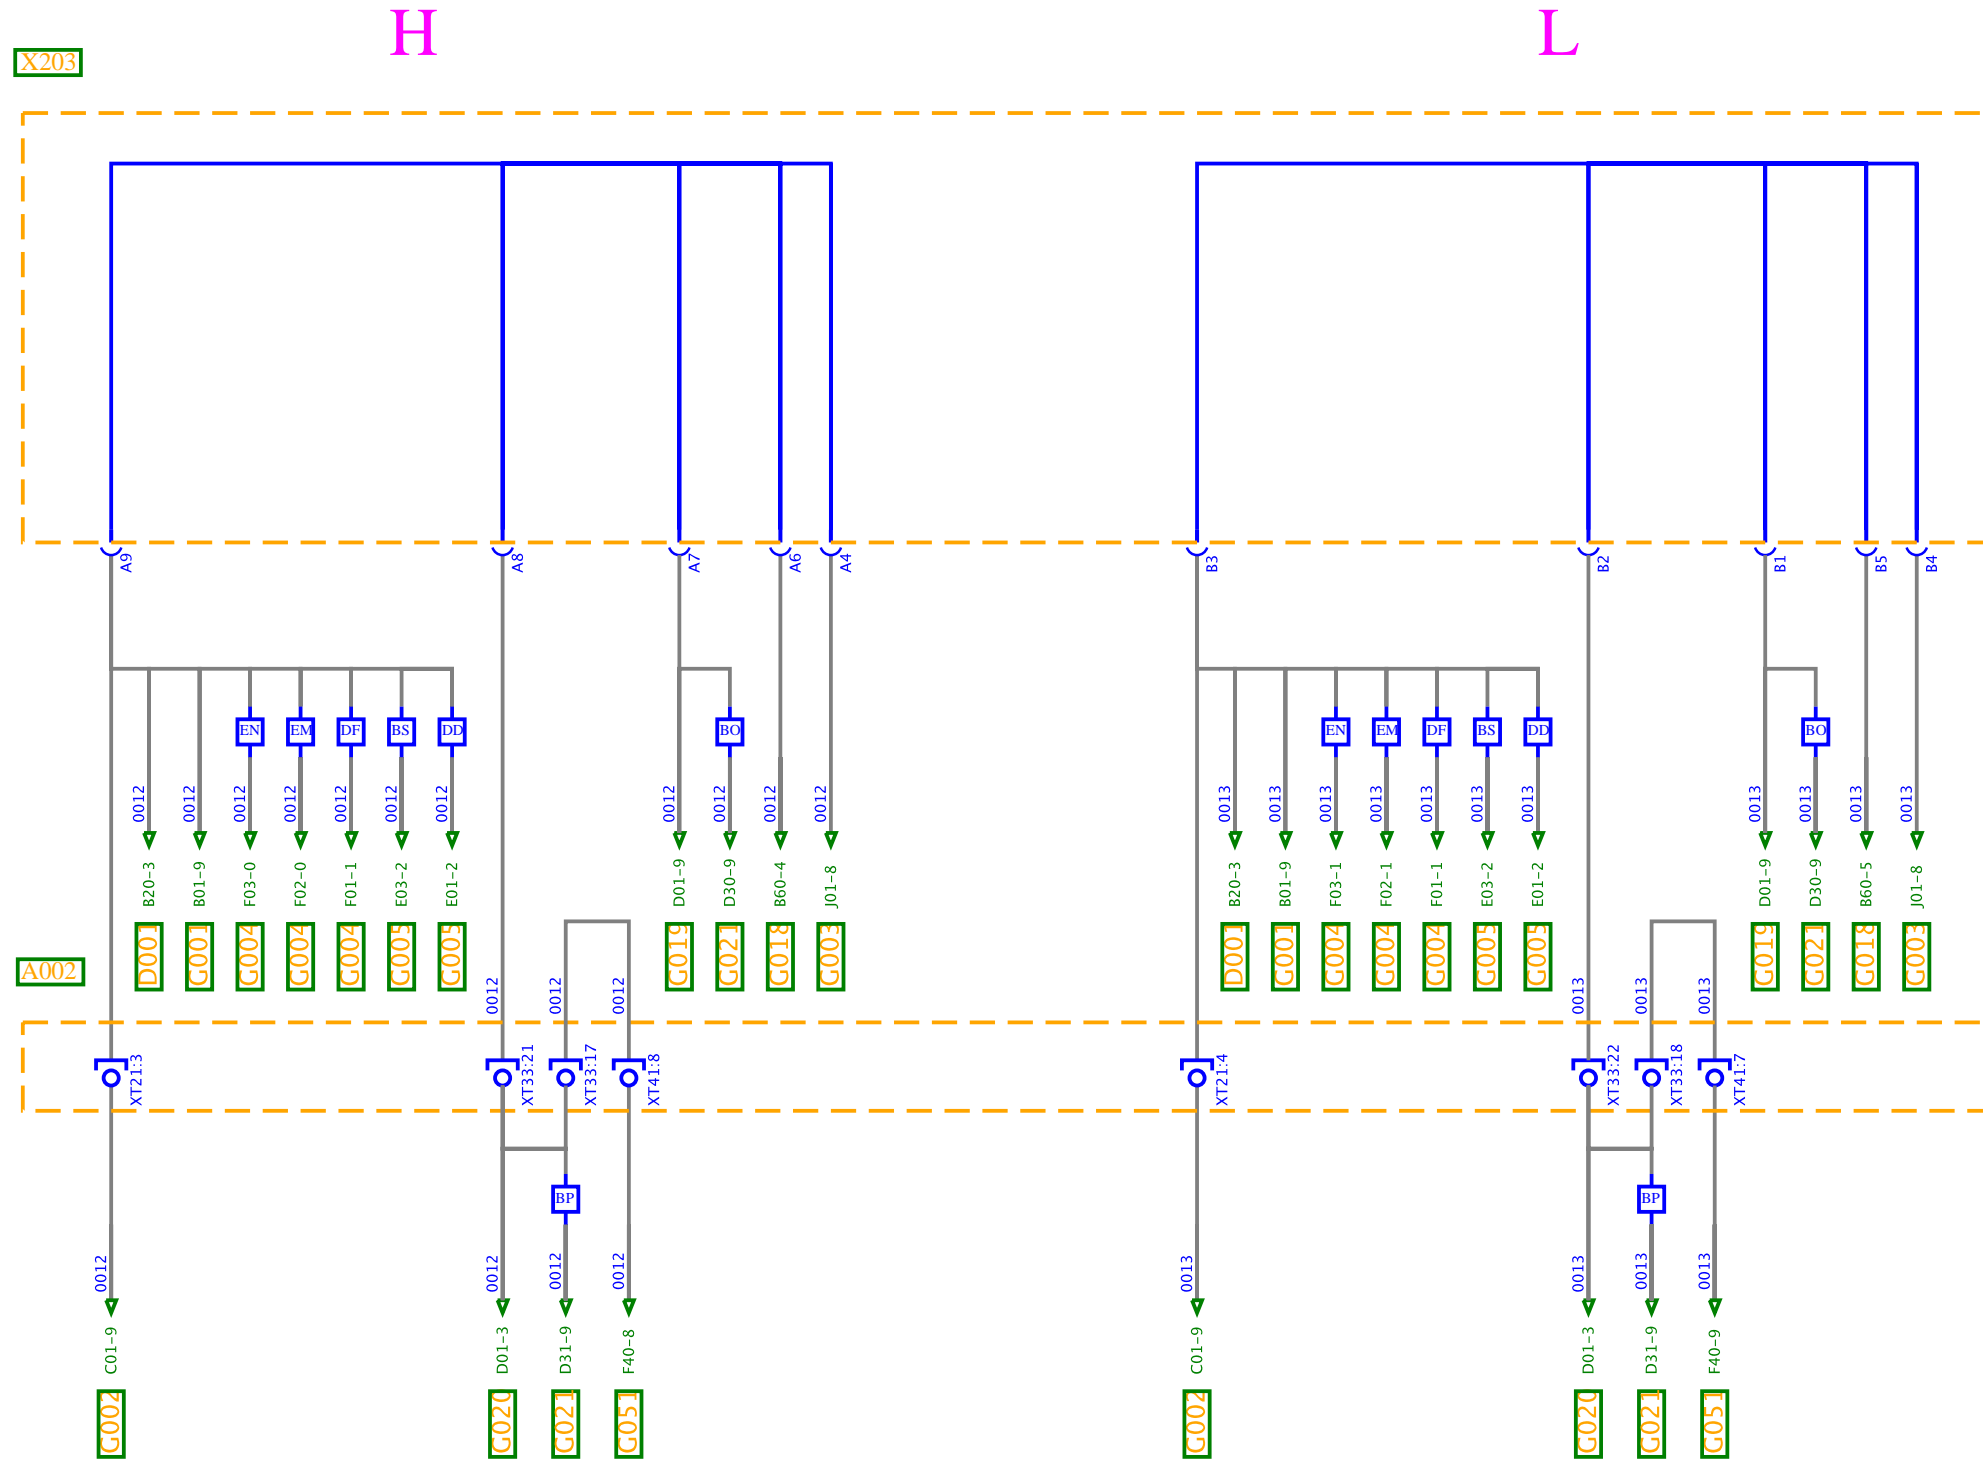 H L
X203
A9 A8 A7 A6 A4 B3 B2 B1 B5 B4
EN EM DF BS DD BO EN EM DF BS DD BO
0012 0012 0012 0012 0012 0012 0012 0012 0012 0012 0012 0013 0013 0013 0013 0013 0013 0013 0013 0013 0013 0013
B20-3 B01-9 F03-0 F02-0 F01-1 E03-2 E01-2 D01-9 D30-9 B60-4 J01-8 B20-3 B01-9 F03-1 F02-1 F01-1 E03-2 E01-2 D01-9 D30-9 B60-5 J01-8
D001 G001 G004 G004 G004 G005 G005 G019 G021 G018 G003 D001 G001 G004 G004 G004 G005 G005 G019 G021 G018 G003
A002
0012 0012 0012 0013 0013 0013
XT21:3 XT33:21 XT33:17 XT41:8 XT21:4 XT33:22 XT33:18 XT41:7
BP BP
0012 0012 0012 0012 0013 0013 0013 0013
C01-9 D01-3 D31-9 F40-8 C01-9 D01-3 D31-9 F40-9
G002 G020 G021 G051 G002 G020 G021 G051